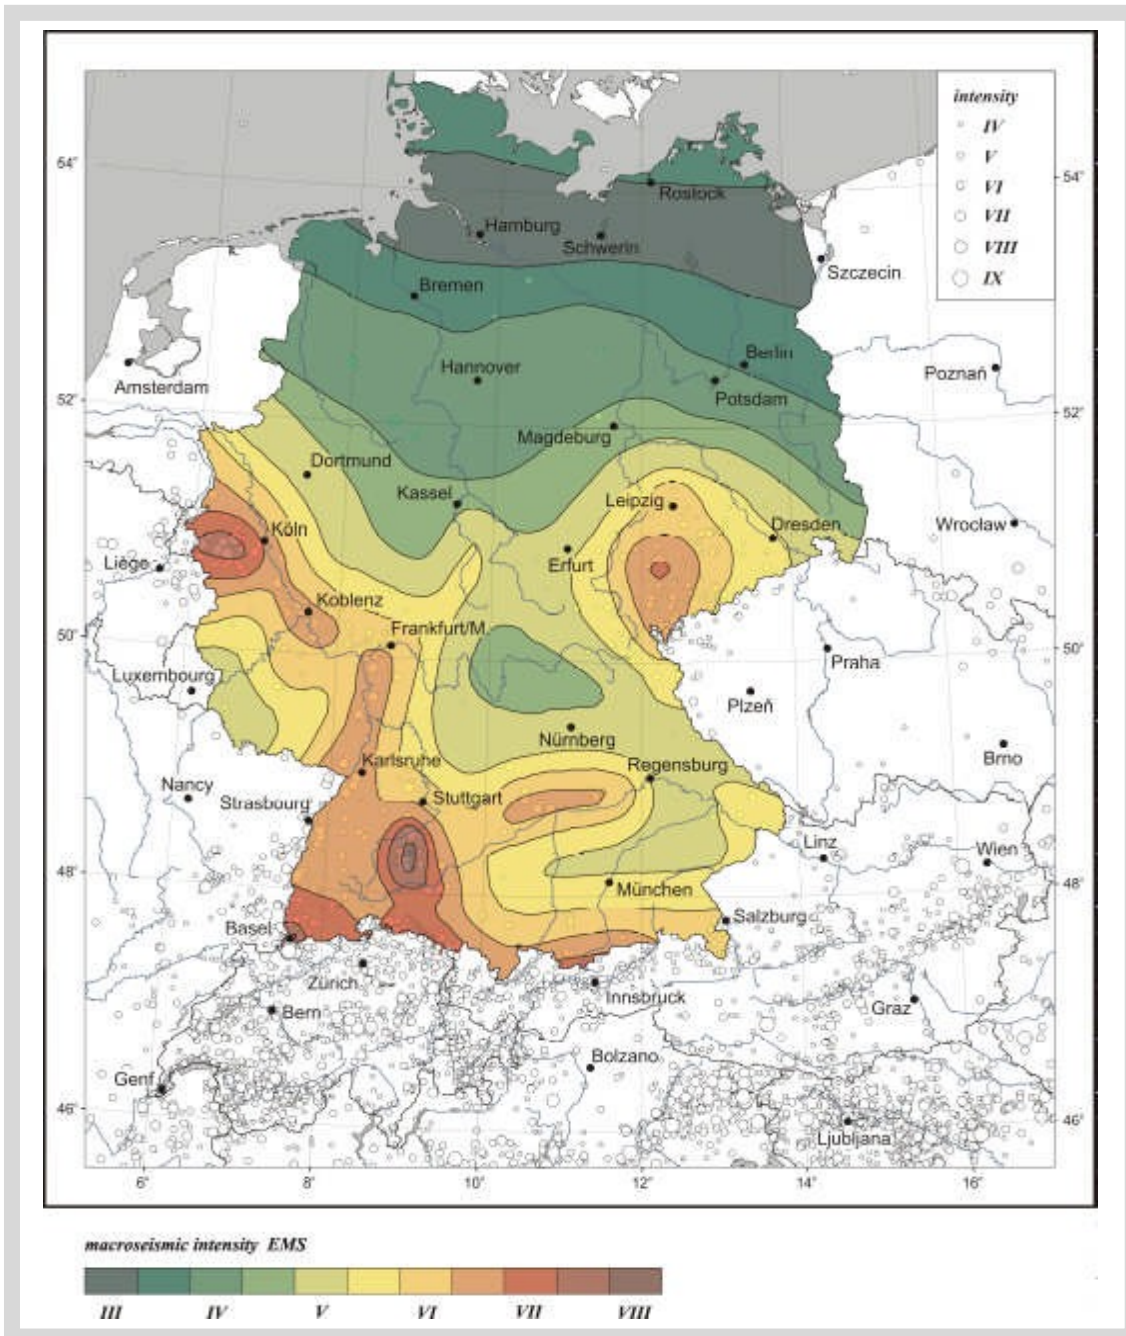 intensity
IV
V
VI
VII
VIII
IX
54°
54°
Rostock
Hamburg
Schwerin
Szczecin
Bremen
Berlin
Hannover
Poznań
Amsterdam
Potsdam
52°
52°
Magdeburg
Dortmund
Kassel
Leipzig
Köln
Dresden
Wrocław
Liége
Erfurt
Koblenz
Frankfurt/M.
50°
50°
Praha
Luxembourg
Plzeň
Nürnberg
Brno
Karlsruhe
Regensburg
Nancy
Stuttgart
Strasbourg
Linz
Wien
48°
48°
München
Salzburg
Basel
Zürich
Innsbruck
Graz
Bern
Bolzano
Genf
46°
46°
Ljubljana
6° 8° 10° 12° 14° 16°
macroseismic intensity EMS
III IV V VI VII VIII